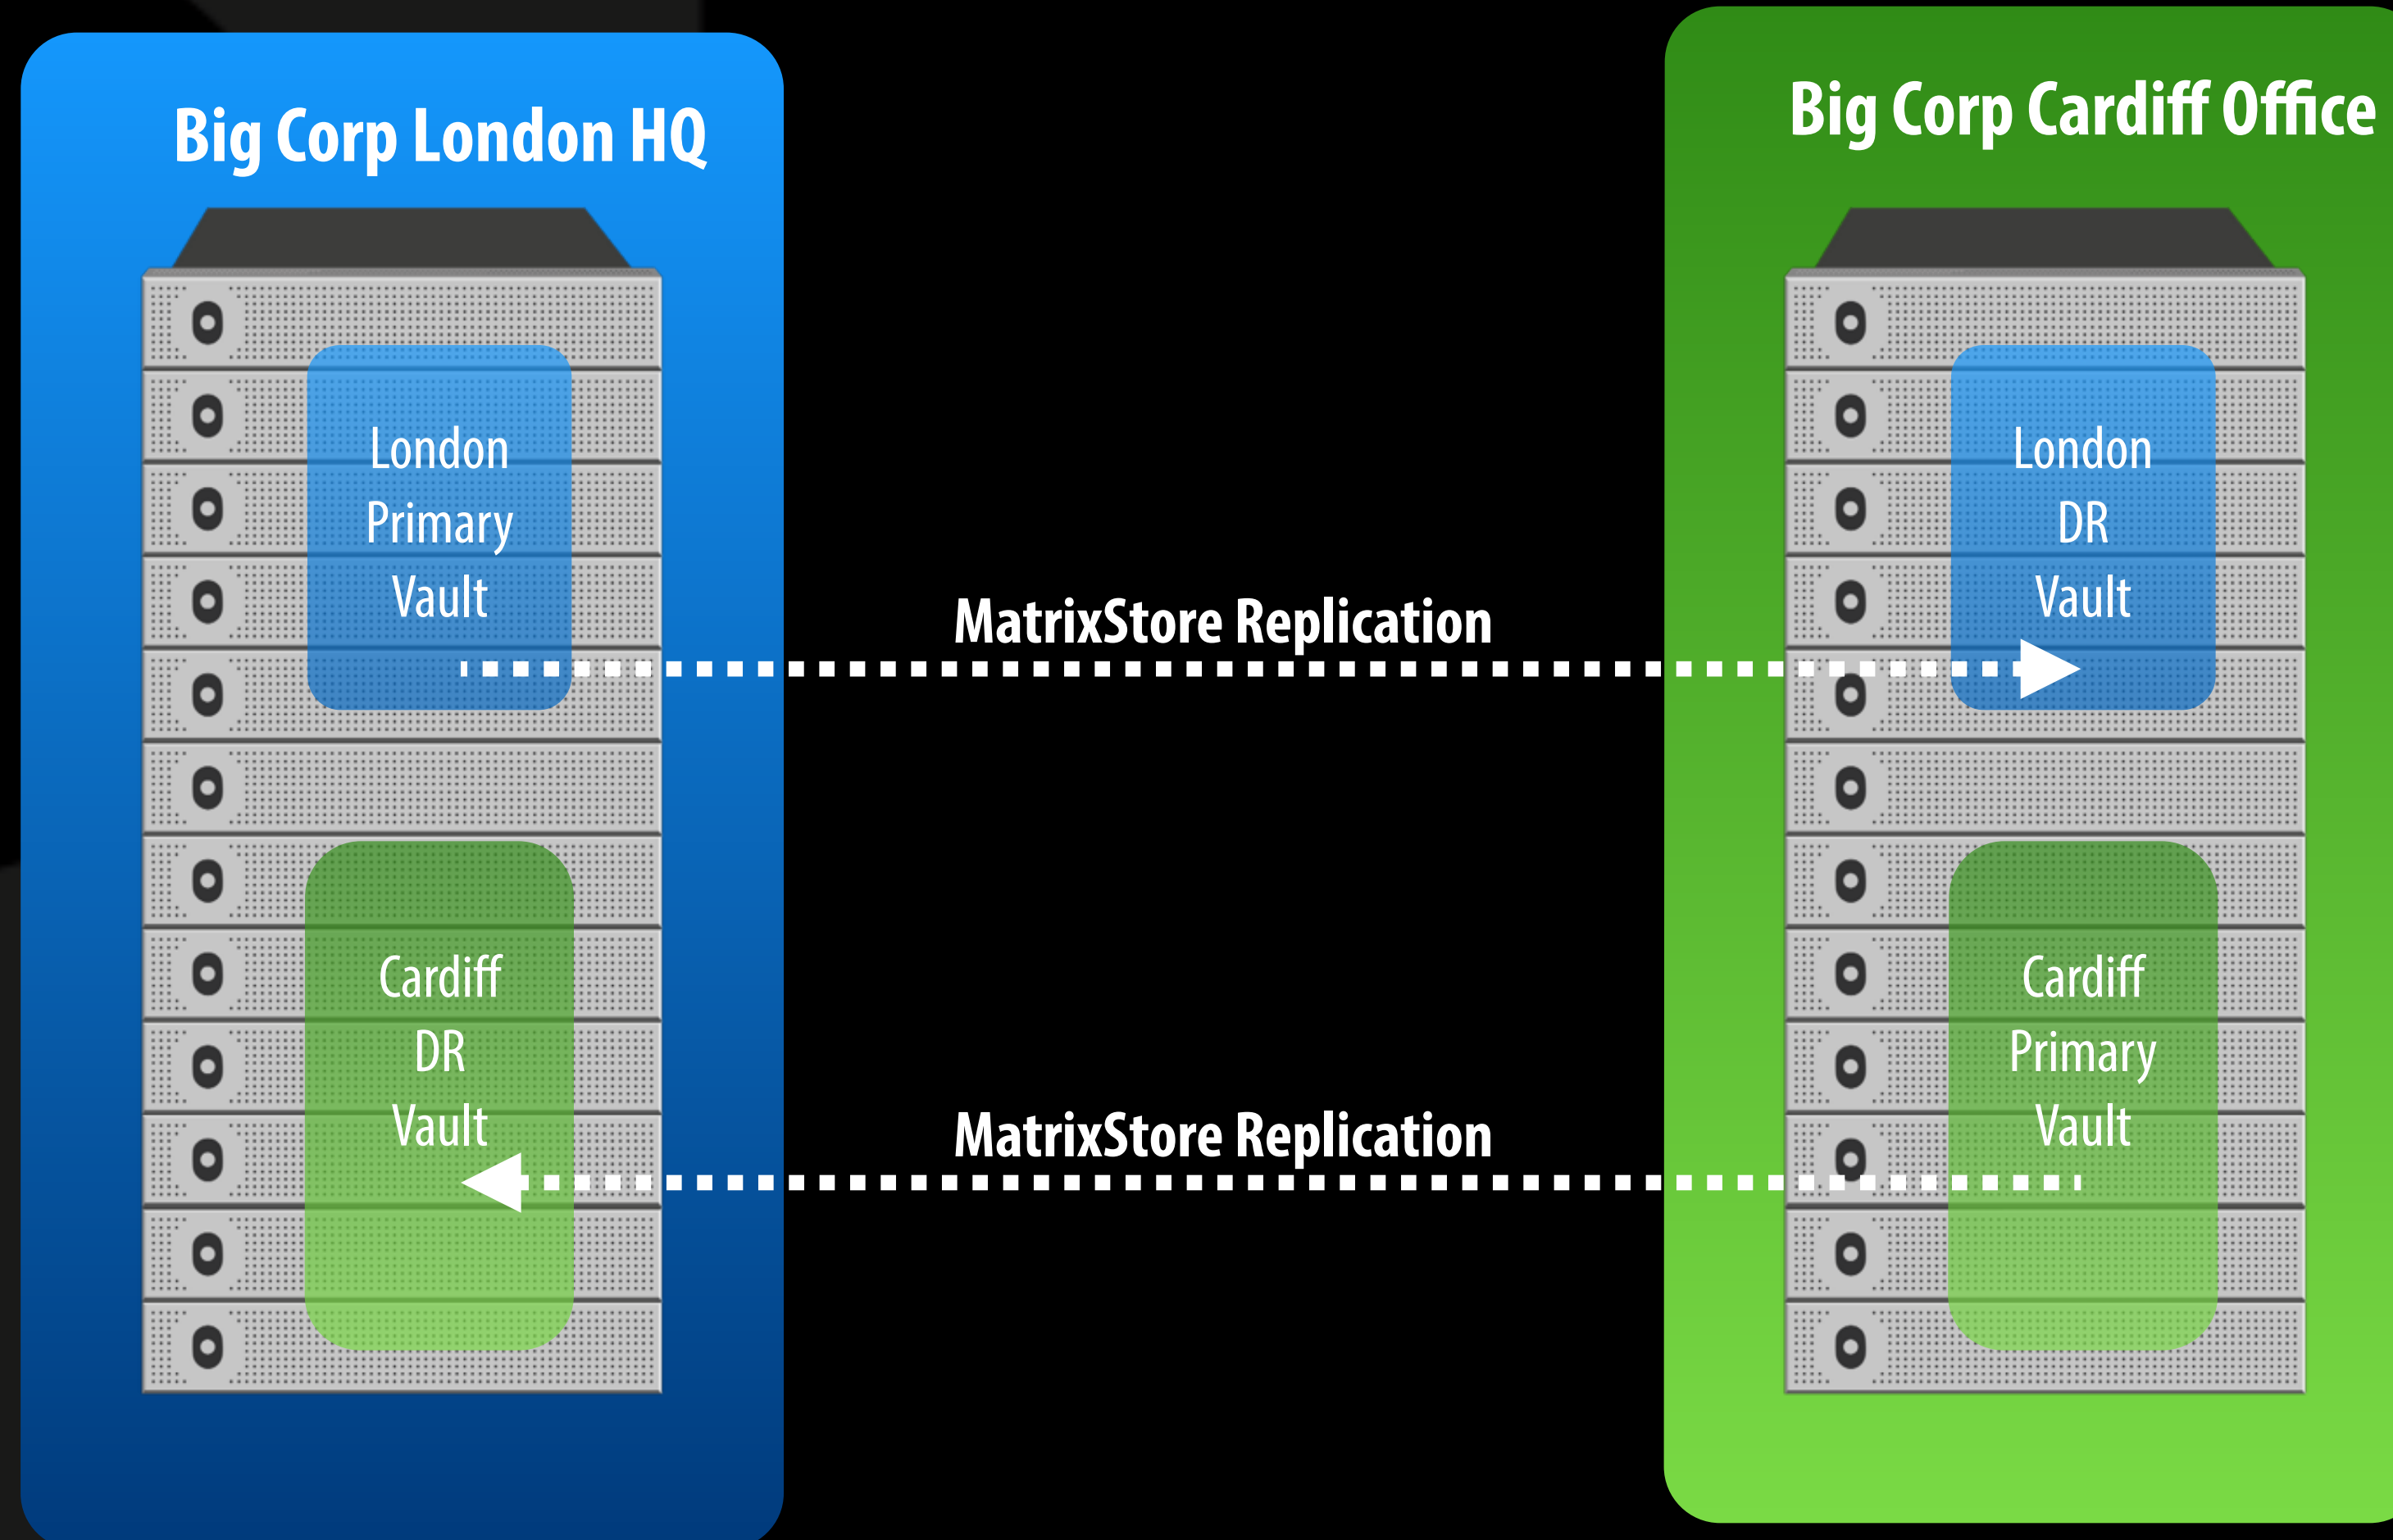 Big Corp London HQ
Big Corp Cardiff Office
London
Primary
Vault
London
DR
Vault
MatrixStore Replication
Cardiff
DR
Vault
Cardiff
Primary
Vault
MatrixStore Replication